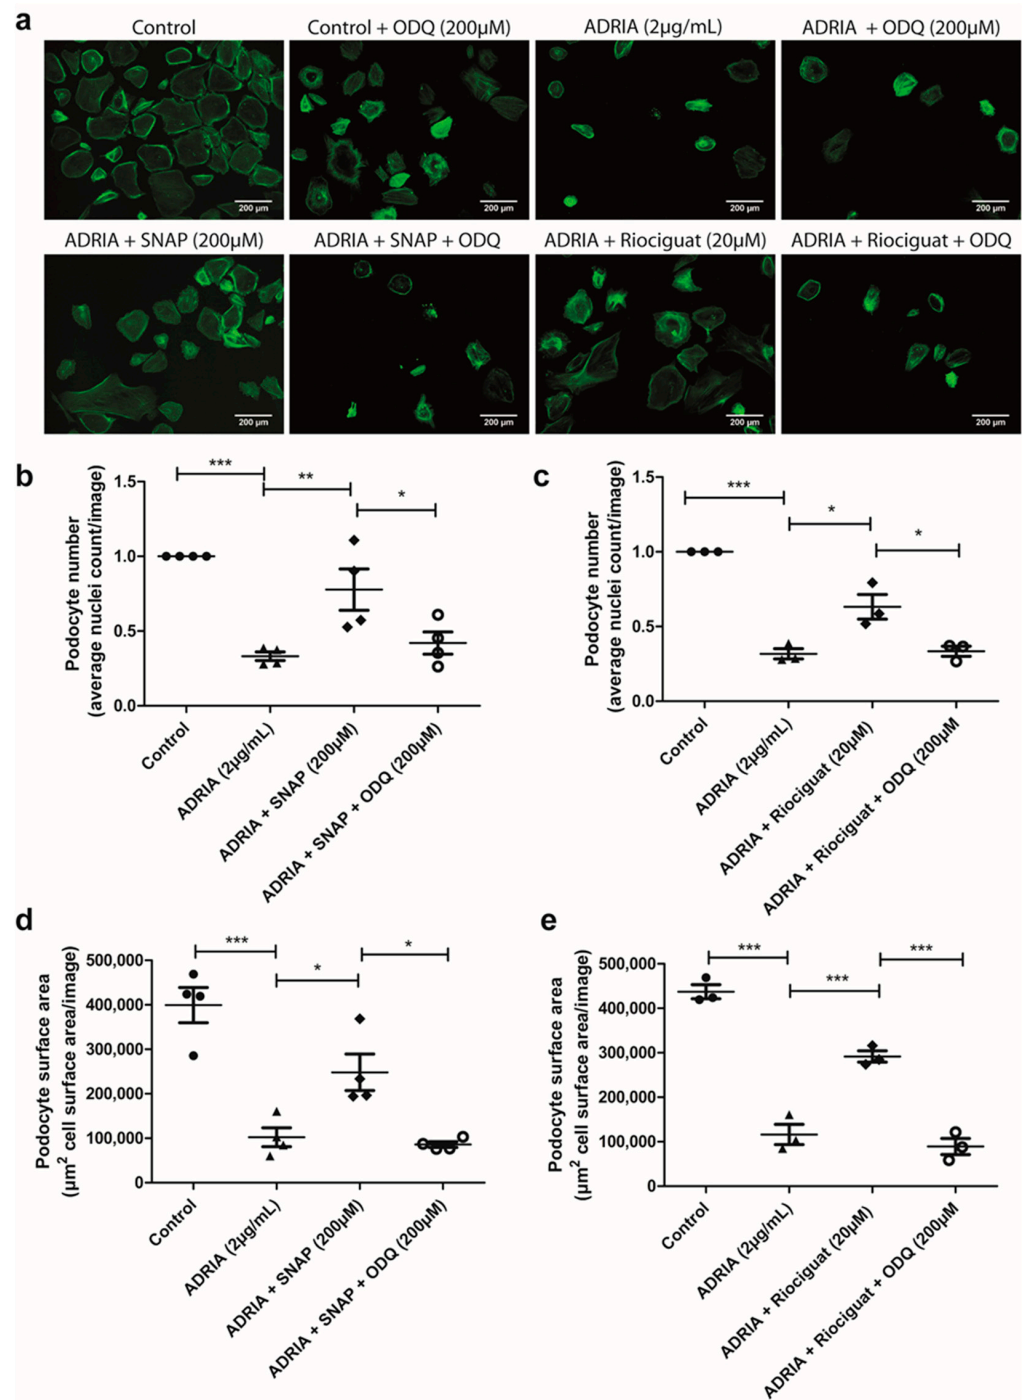 a
Control
Control + ODQ (200µM)
ADRIA (2µg/mL)
ADRIA + ODQ (200µM)
200 µm
200 µm
200 µm
200 µm
ADRIA + SNAP (200µM)
ADRIA + SNAP + ODQ
ADRIA + Riociguat (20µM)
ADRIA + Riociguat + ODQ
200 µm
200 µm
200 µm
200 µm
b
Podocyte number
(average nuclei count/image)
1.5
1.0
0.5
0.0
***
**
*
Control
ADRIA (2µg/mL)
ADRIA + SNAP (200µM)
ADRIA + SNAP + ODQ (200µM)
c
Podocyte number
(average nuclei count/image)
1.5
1.0
0.5
0.0
***
*
*
Control
ADRIA (2µg/mL)
ADRIA + Riociguat (20µM)
ADRIA + Riociguat + ODQ (200µM
d
Podocyte surface area
(µm² cell surface area/image)
500,000
400,000
300,000
200,000
100,000
0
***
*
*
Control
ADRIA (2µg/mL)
ADRIA + SNAP (200µM)
ADRIA + SNAP + ODQ (200µM)
e
Podocyte surface area
(µm² cell surface area/image)
500,000
400,000
300,000
200,000
100,000
0
***
***
***
Control
ADRIA (2µg/mL)
ADRIA + Riociguat (20µM)
ADRIA + Riociguat + ODQ (200µM